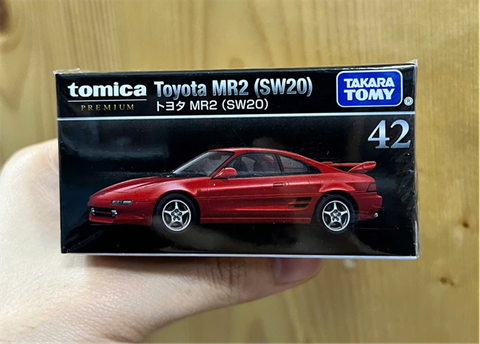 tomica
PREMIUM
Toyota MR2 (SW20)
トヨタ MR2 (SW20)
TAKARA
TOMY
®
42